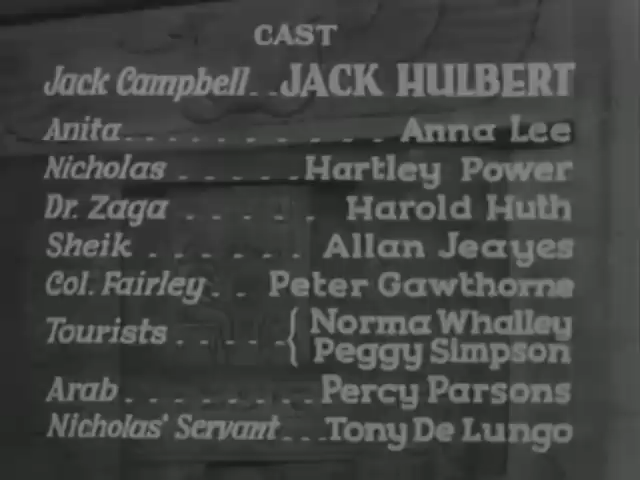 CAST
Jack Campbell..JACK HULBERT
Anita.......... Anna Lee
Nicholas .....Hartley Power
Dr. Zaga ..... Harold Huth
Sheik ...... Allan Jeayes
Col. Fairley.. Peter Gawthorne
Tourists .....{ Norma Whalley
Peggy Simpson
Arab ........Percy Parsons
Nicholas' Servant...Tony De Lungo